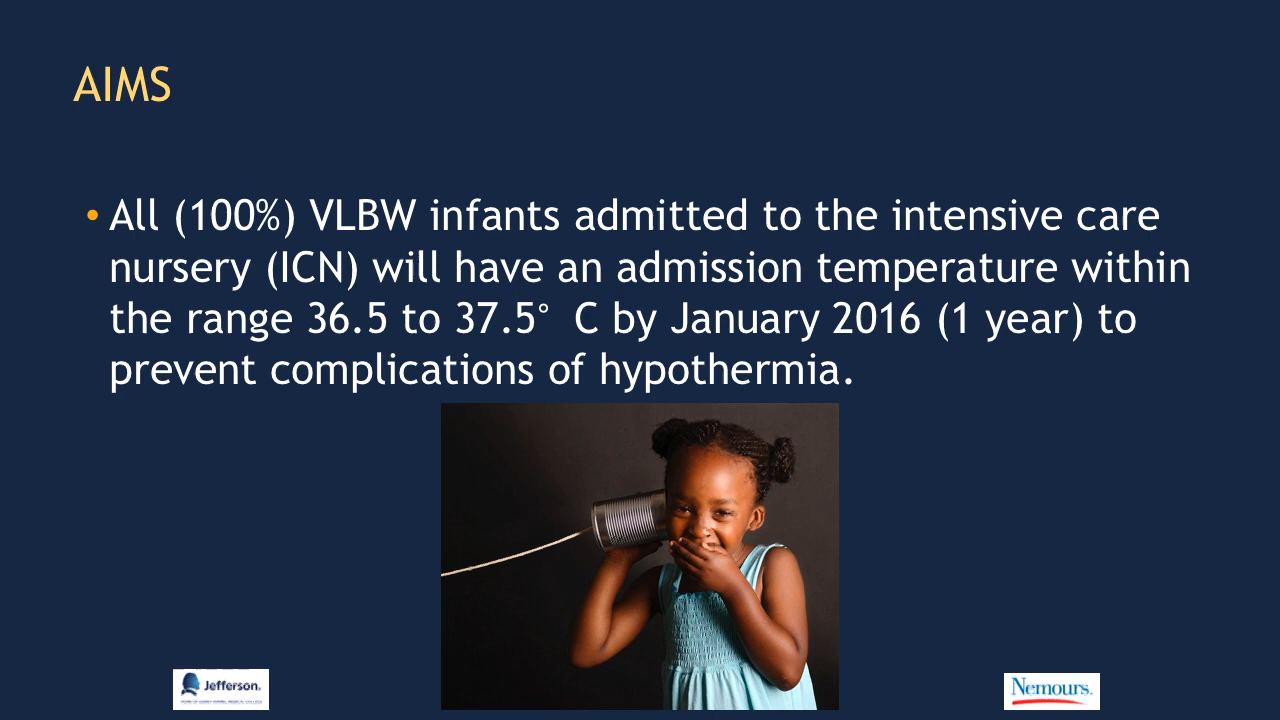 AIMS
• All (100%) VLBW infants admitted to the intensive care
nursery (ICN) will have an admission temperature within
the range 36.5 to 37.5° C by January 2016 (1 year) to
prevent complications of hypothermia.
Jefferson.
Nemours.